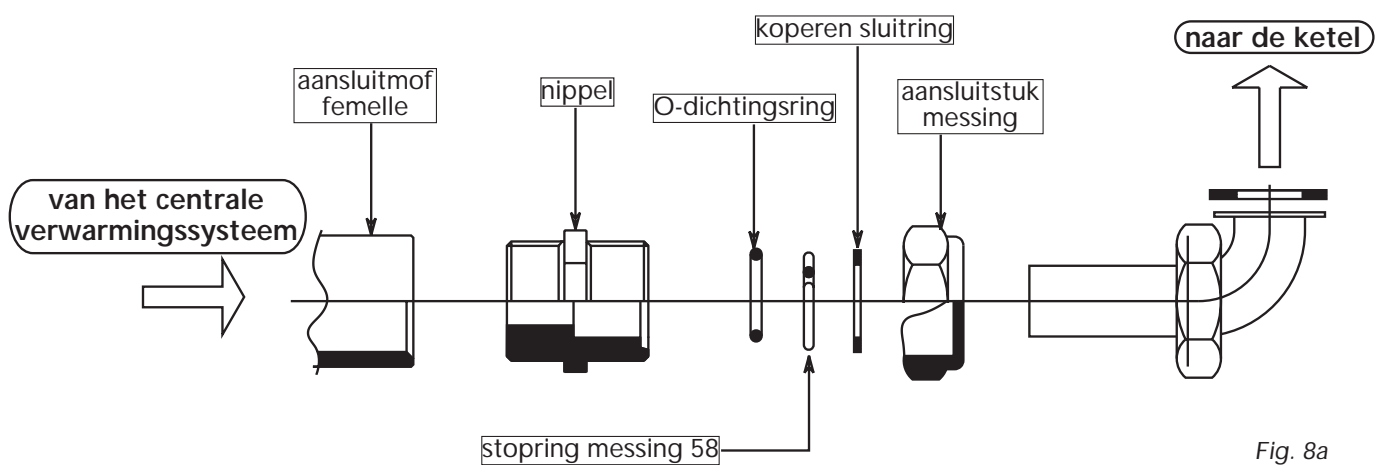 koperen sluitring
naar de ketel
aansluitmof
femelle
nippel
O-dichtingsring
aansluitstuk
messing
van het centrale
verwarmingssysteem
stopring messing 58
Fig. 8a